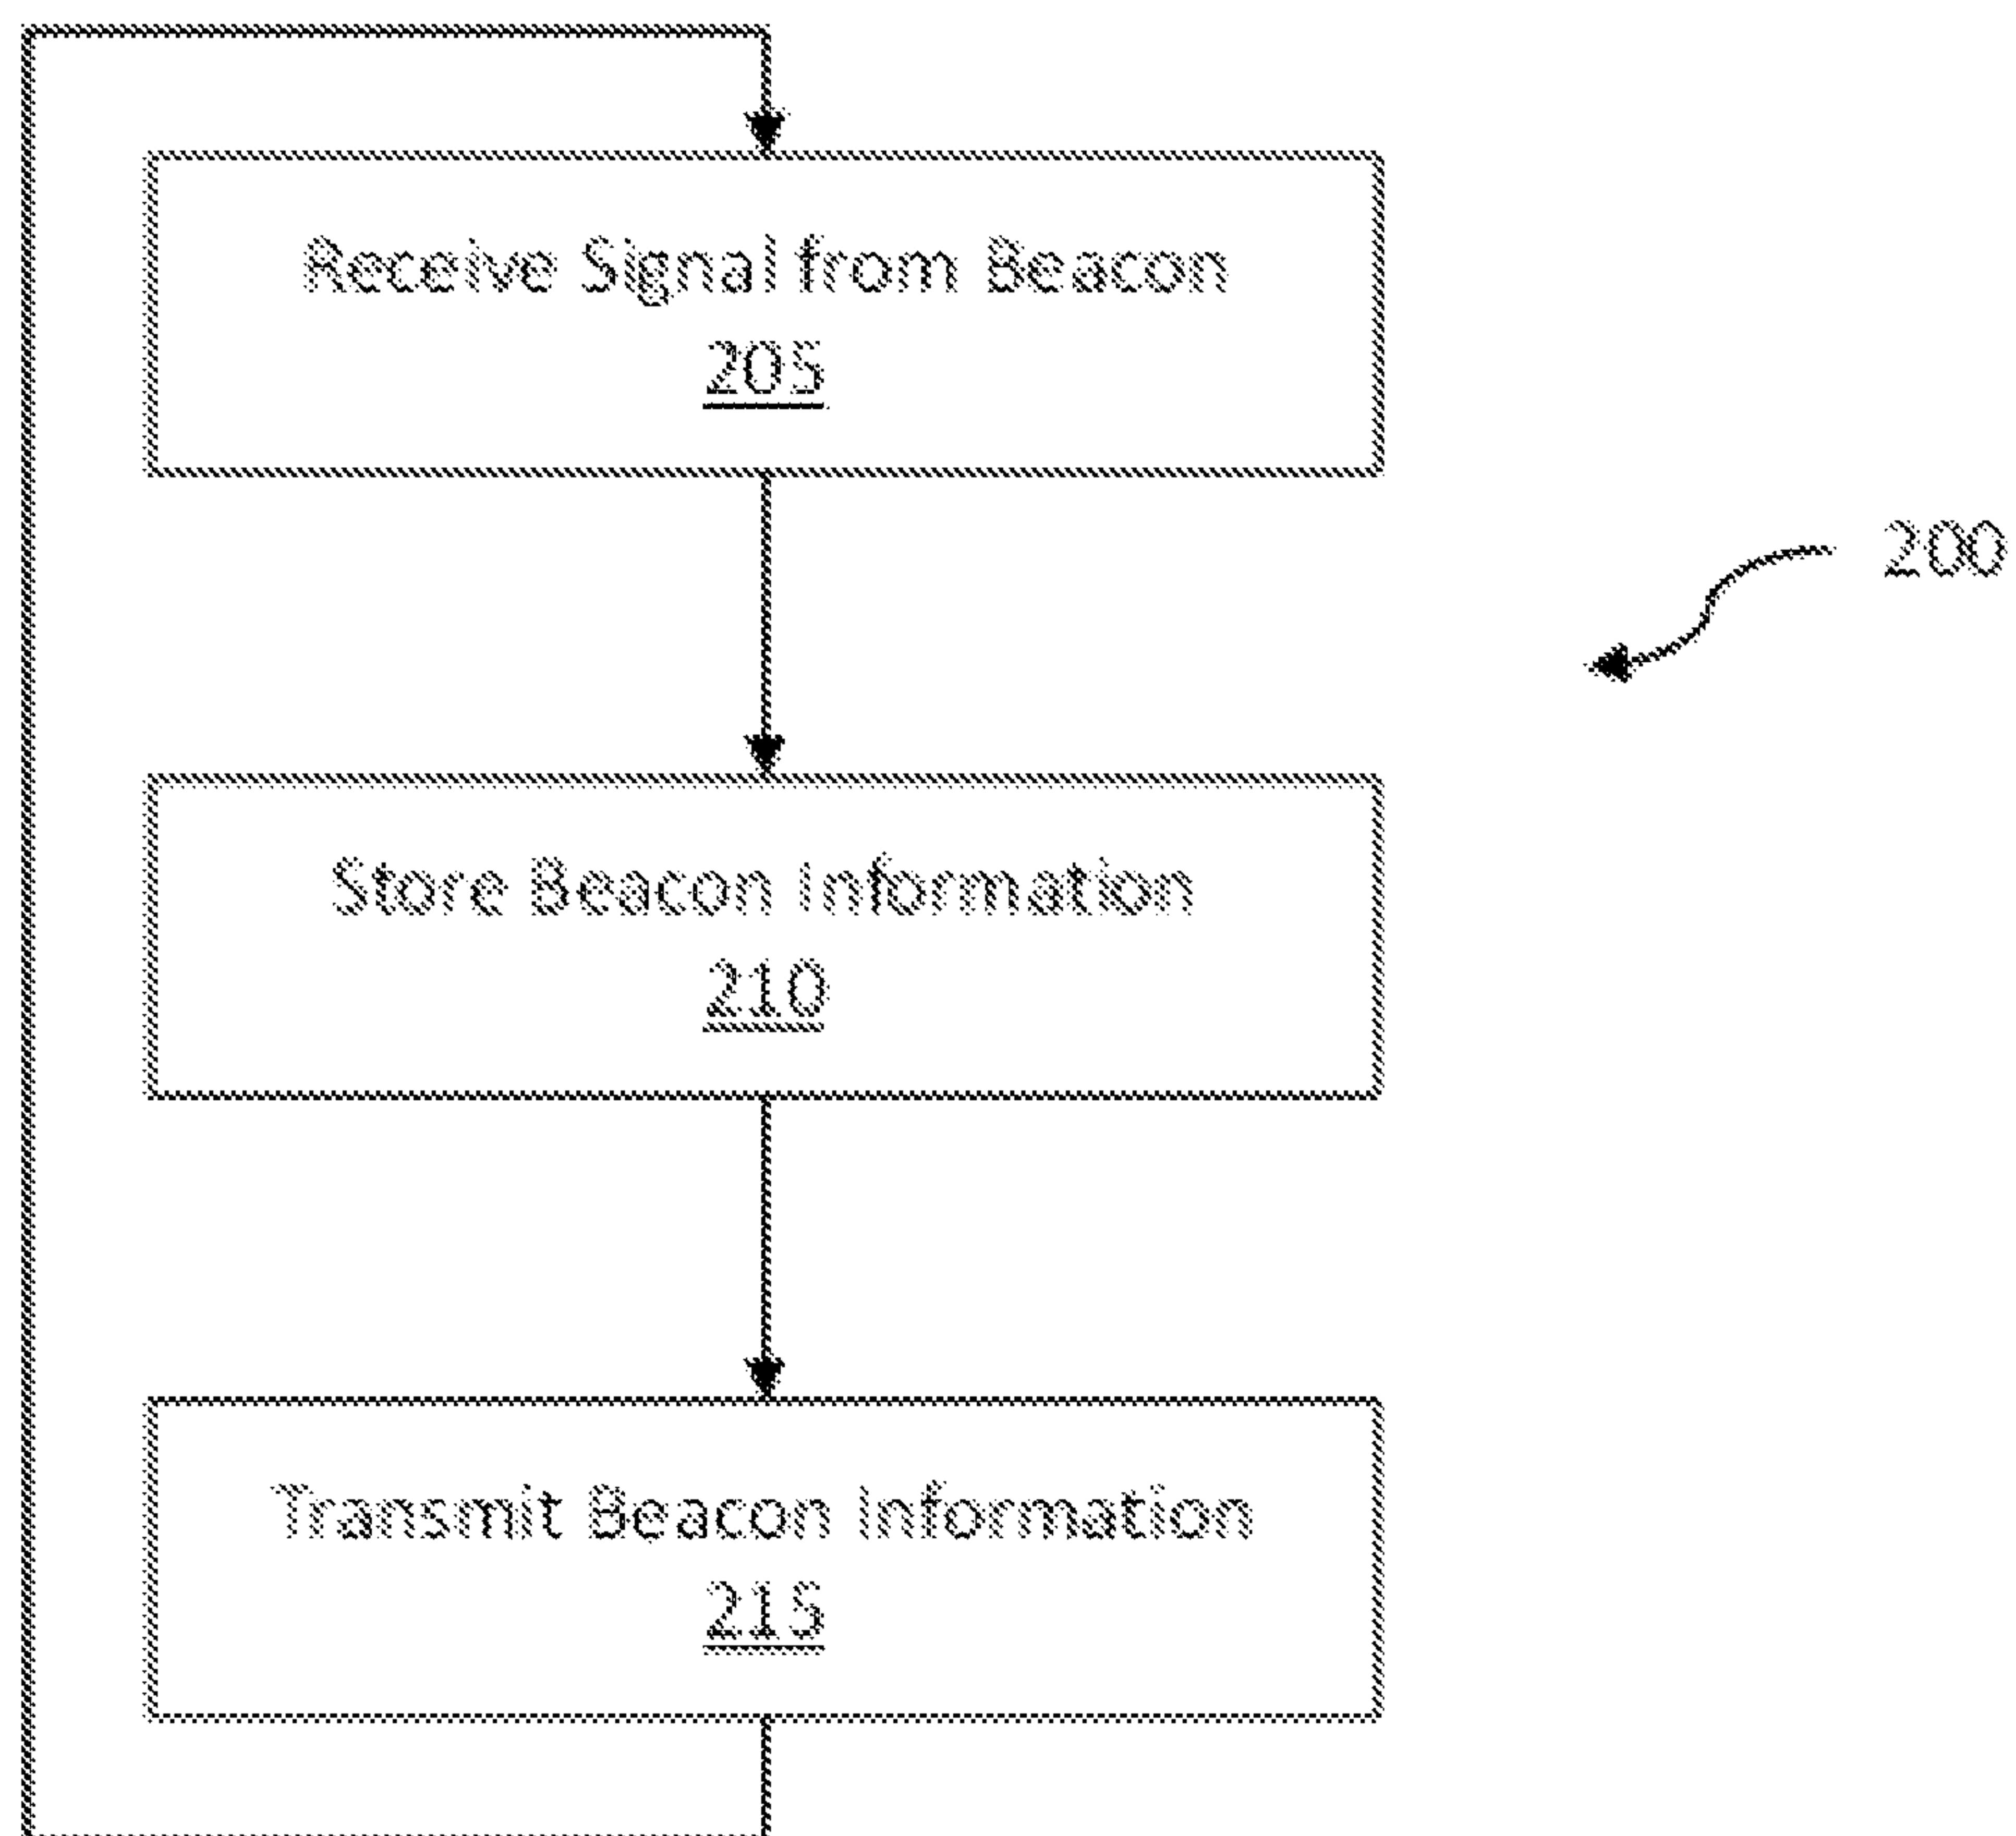 Receive Signal from Beacon
205
200
Store Beacon Information
210
Transmit Beacon Information
215